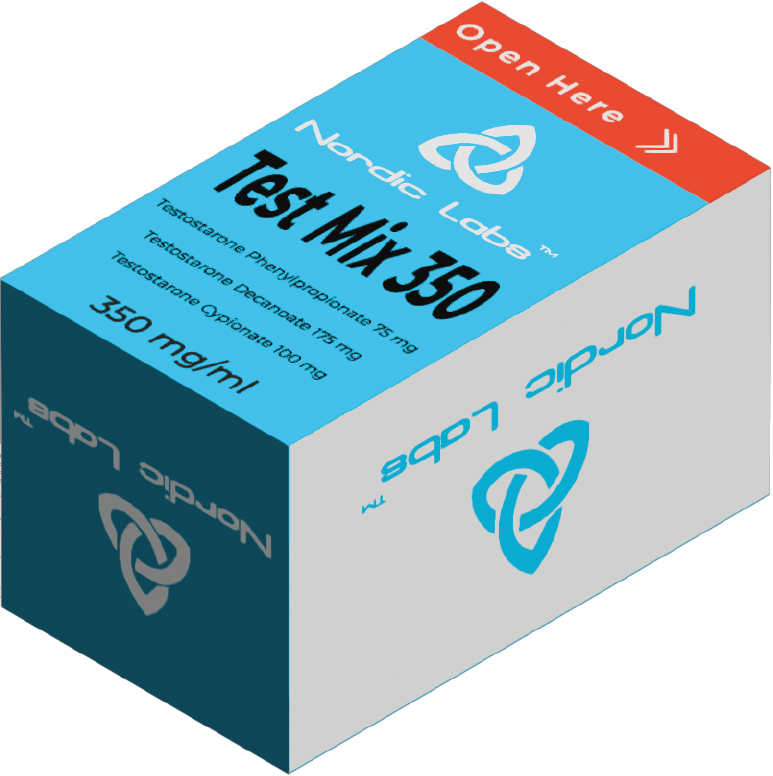 Open Here
Nordic Labs™
Test Mix 350
Testostarone Phenylpropionate 75 mg
Testostarone Decanoate 175 mg
Testostarone Cypionate 100 mg
350 mg/ml
Nordic Labs™
Nordic Labs™